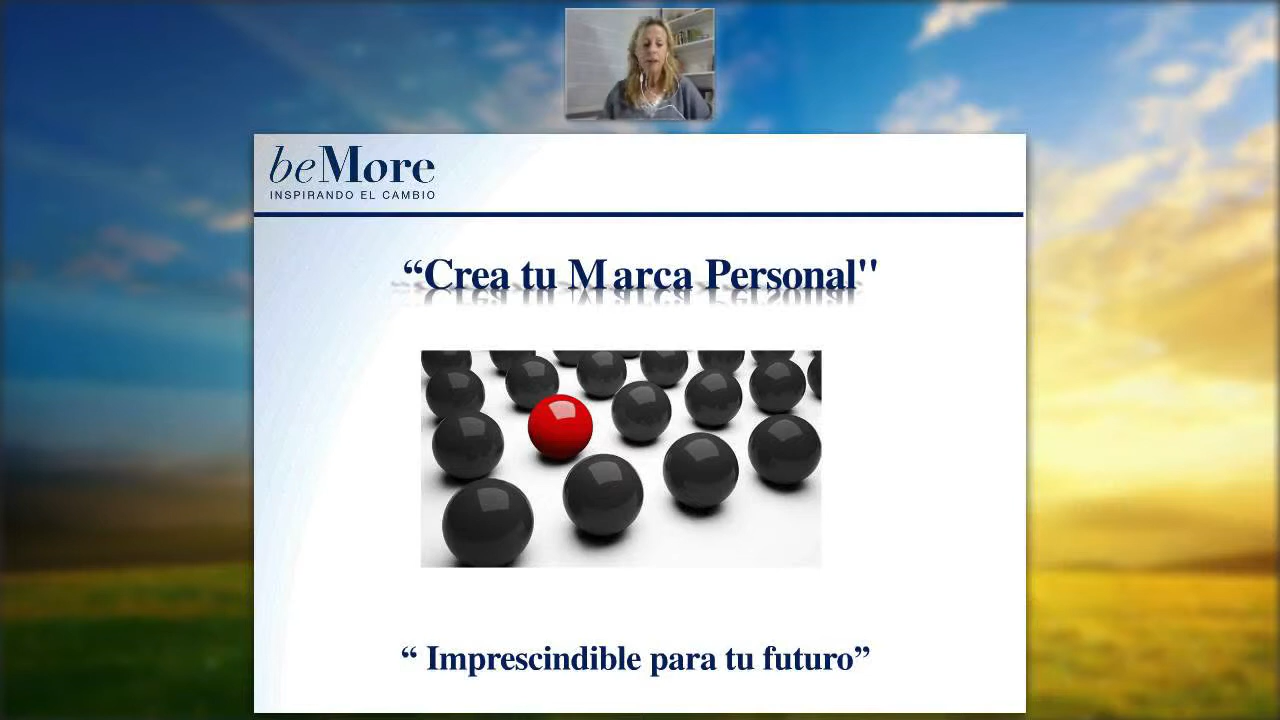 beMore
INSPIRANDO EL CAMBIO
“Crea tu Marca Personal"
“ Imprescindible para tu futuro”